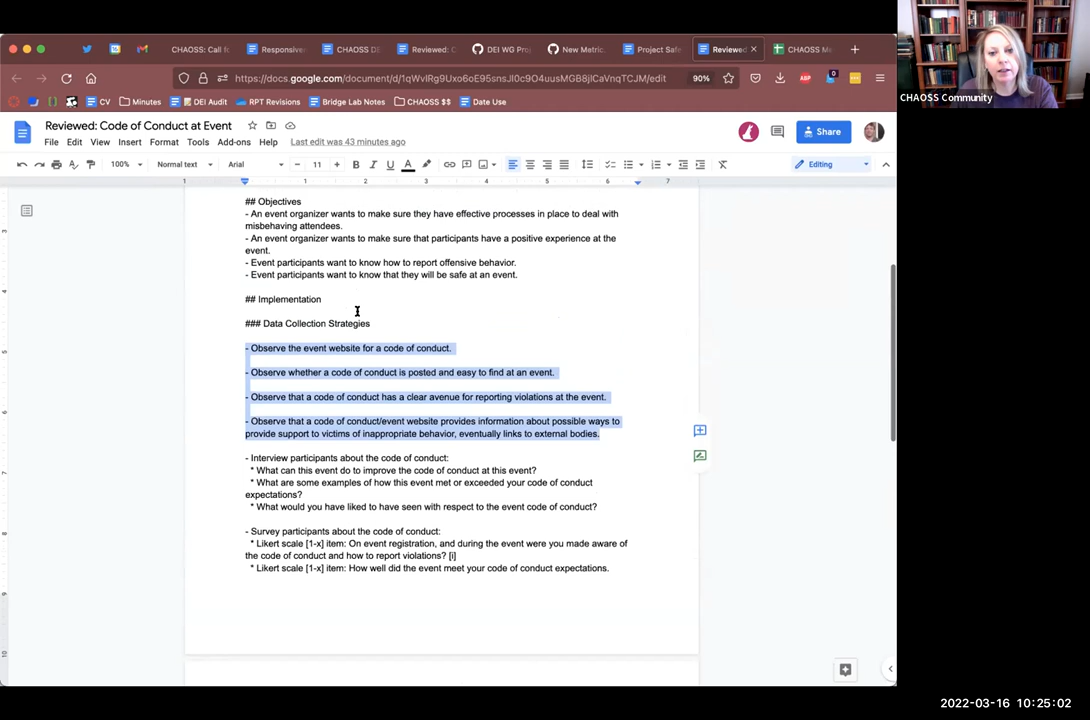 CHAOSS: Call fo
Responsive
CHAOSS DE
Reviewed: C
DEI WG Pro
New Metric
Project Safe
Reviewed
CHAOSS Me
https://docs.google.com/document/d/1qWvIRg9Uxo6oE95snsJI0c9O4uusMGB8jlCaVnqTCJM/edit
90%
CV
Minutes
DEI Audit
RPT Revisions
Bridge Lab Notes
CHAOSS $$
Date Use
CHAOSS Community
Reviewed: Code of Conduct at Event
File Edit View Insert Format Tools Add-ons Help Last edit was 43 minutes ago
Share
100% Normal text Arial 11 Editing
## Objectives
- An event organizer wants to make sure they have effective processes in place to deal with
misbehaving attendees.
- An event organizer wants to make sure that participants have a positive experience at the
event.
- Event participants want to know how to report offensive behavior.
- Event participants want to know that they will be safe at an event.
## Implementation
### Data Collection Strategies
- Observe the event website for a code of conduct.
- Observe whether a code of conduct is posted and easy to find at an event.
- Observe that a code of conduct has a clear avenue for reporting violations at the event.
- Observe that a code of conduct/event website provides information about possible ways to
provide support to victims of inappropriate behavior, eventually links to external bodies.
- Interview participants about the code of conduct:
* What can this event do to improve the code of conduct at this event?
* What are some examples of how this event met or exceeded your code of conduct
expectations?
* What would you have liked to have seen with respect to the event code of conduct?
- Survey participants about the code of conduct:
* Likert scale [1-x] item: On event registration, and during the event were you made aware of
the code of conduct and how to report violations? [i]
* Likert scale [1-x] item: How well did the event meet your code of conduct expectations.
2022-03-16 10:25:02